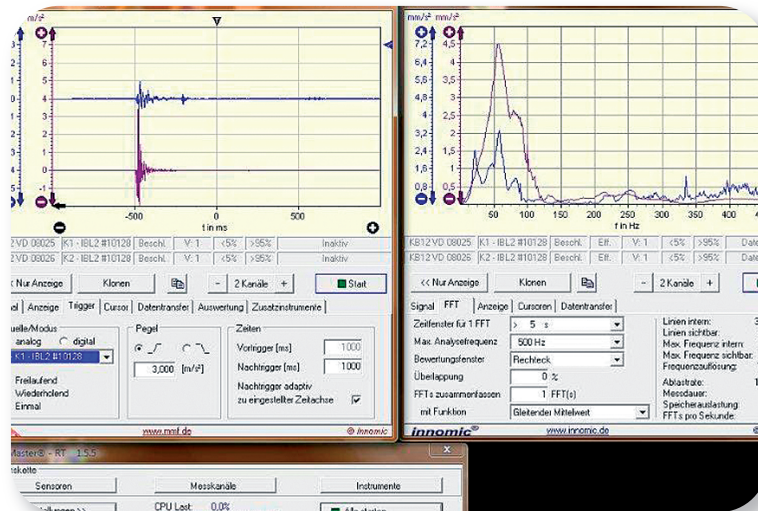 m/s²
7
6
5
4
3
2
1
0
-1
-500
0
500
t in ms
2 VD 08025 K1 - IBL2 #10128 Beschl. V: 1 <5% >95% Inaktiv
2 VD 08026 K2 - IBL2 #10128 Beschl. V: 1 <5% >95% Inaktiv
Nur Anzeige Klonen - 2 Kanäle + Start
Anzeige Trigger Cursor Datentransfer Auswertung Zusatzinstrumente
uelle/Modus
analog digital
K1 - IBL2 #10128
Freilaufend
Wiederholend
Einmal
Pegel
3,000 [m/s²]
Zeiten
Vortrigger [ms] 1000
Nachtrigger [ms] 1000
Nachtrigger adaptiv
zu eingestellter Zeitachse
www.mmf.de © Innomic
mm/s² mm/s²
7,2 4,5
6,4 4
5,6 3,5
4,8 3
4 2,5
3,2 2
2,4 1,5
1,6 1
0,8 0,5
50 100 150 200 250 300 350 400
f in Hz
KB12 VD 08025 K1 - IBL2 #10128 Beschl. Eff. V: 1 <5% >95%
KB12 VD 08026 K2 - IBL2 #10128 Beschl. Eff. V: 1 <5% >95%
<< Nur Anzeige Klonen - 2 Kanäle +
Signal FFT Anzeige Cursoren Datentransfer
Zeitfenster für 1 FFT > 5 s
Max. Analysefrequenz 500 Hz
Bewertungsfenster Rechteck
Überlappung 0 %
FFTs zusammenfassen 1 FFT(s)
mit Funktion Gleitender Mittelwert
Linien intern:
Linien sichtbar:
Max. Frequenz intern:
Max. Frequenz sichtbar:
Frequenzauflösung:
Abtastrate:
Messdauer:
Speicherauslastung:
FFTs pro Sekunde:
innomic® www.innomic.de
Master® - RT 1.5.5
Sensoren Messkanäle Instrumente
CPU Last: 0.0%